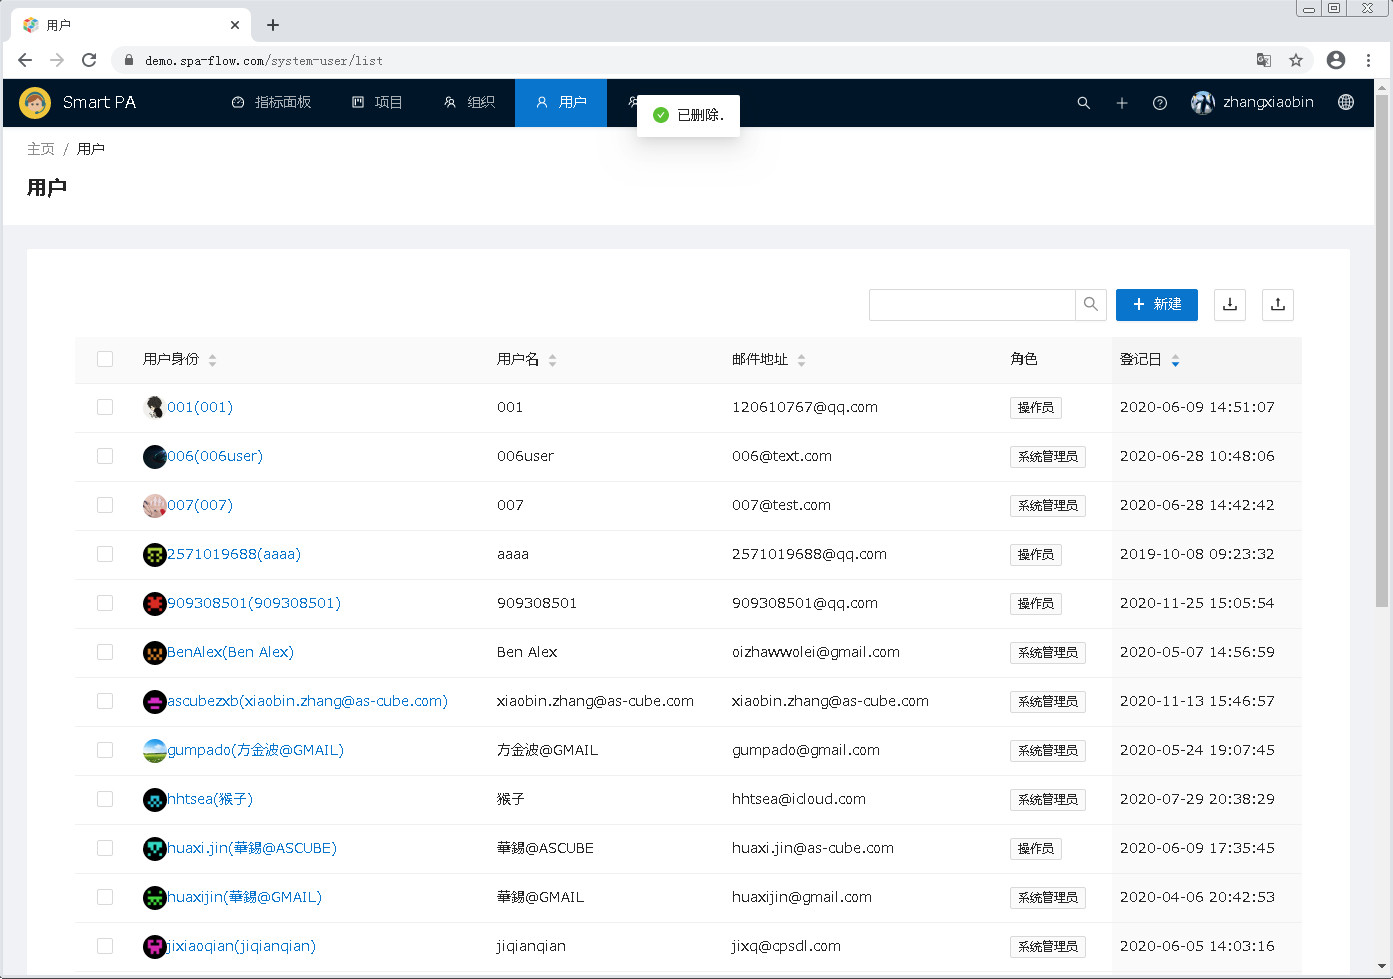 用户
demo.spa-flow.com/system-user/list
Smart PA 指标面板 项目 组织 用户 zhangxiaobin
已删除.
主页 / 用户
用户
新建
用户身份 用户名 邮件地址 角色 登记日
001(001) 001 120610767@qq.com 操作员 2020-06-09 14:51:07
006(006user) 006user 006@text.com 系统管理员 2020-06-28 10:48:06
007(007) 007 007@test.com 系统管理员 2020-06-28 14:42:42
2571019688(aaaa) aaaa 2571019688@qq.com 操作员 2019-10-08 09:23:32
909308501(909308501) 909308501 909308501@qq.com 操作员 2020-11-25 15:05:54
BenAlex(Ben Alex) Ben Alex oizhawwolei@gmail.com 系统管理员 2020-05-07 14:56:59
ascubezxb(xiaobin.zhang@as-cube.com) xiaobin.zhang@as-cube.com xiaobin.zhang@as-cube.com 系统管理员 2020-11-13 15:46:57
gumpado(方金波@GMAIL) 方金波@GMAIL gumpado@gmail.com 系统管理员 2020-05-24 19:07:45
hhtsea(猴子) 猴子 hhtsea@icloud.com 系统管理员 2020-07-29 20:38:29
huaxi.jin(華錫@ASCUBE) 華錫@ASCUBE huaxi.jin@as-cube.com 操作员 2020-06-09 17:35:45
huaxijin(華錫@GMAIL) 華錫@GMAIL huaxijin@gmail.com 系统管理员 2020-04-06 20:42:53
jixiaoqian(jiqianqian) jiqianqian jixq@cpsdl.com 系统管理员 2020-06-05 14:03:16